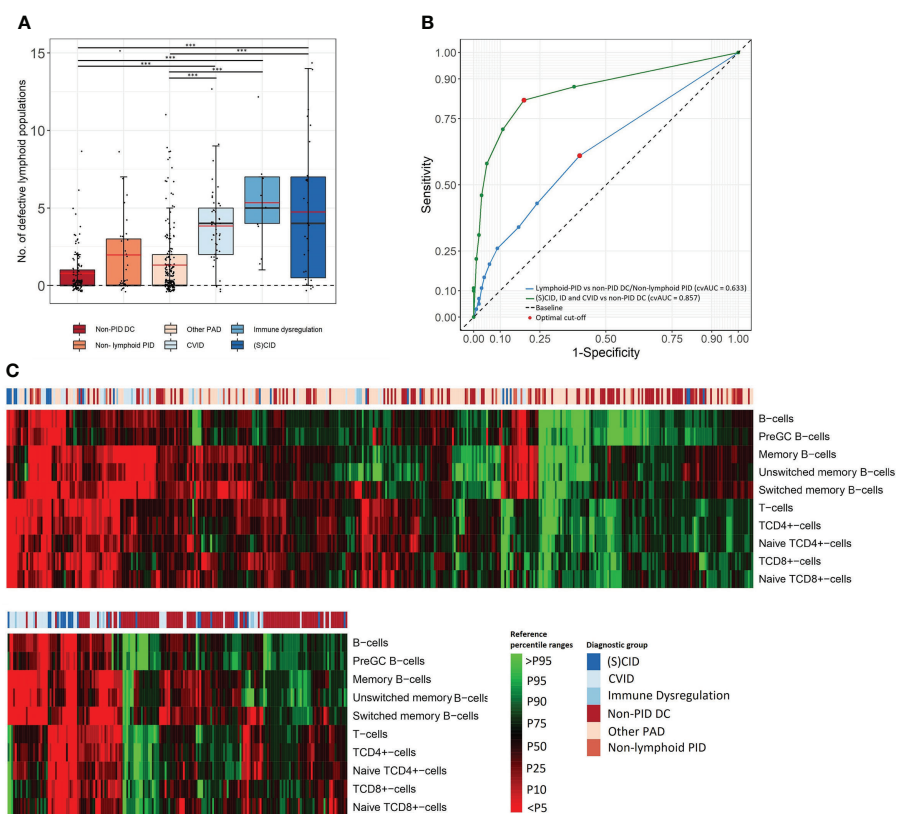 A
No. of defective lymphoid populations
15
10
5
0
***
***
***
***
***
***
Non-PID DC
Other PAD
Immune dysregulation
Non- lymphoid PID
CVID
(S)CID
B
Sensitivity
1.00
0.90
0.75
0.50
0.25
0.10
0.00
Lymphoid-PID vs non-PID DC/Non-lymphoid PID (cvAUC = 0.633)
(S)CID, ID and CVID vs non-PID DC (cvAUC = 0.857)
Baseline
Optimal cut-off
0.00 0.10 0.25 0.50 0.75 0.90 1.00
1-Specificity
C
B-cells
PreGC B-cells
Memory B-cells
Unswitched memory B-cells
Switched memory B-cells
T-cells
TCD4+-cells
Naive TCD4+-cells
TCD8+-cells
Naive TCD8+-cells
B-cells
PreGC B-cells
Memory B-cells
Unswitched memory B-cells
Switched memory B-cells
T-cells
TCD4+-cells
Naive TCD4+-cells
TCD8+-cells
Naive TCD8+-cells
Reference
percentile ranges
>P95
P95
P90
P75
P50
P25
P10
<P5
Diagnostic group
(S)CID
CVID
Immune Dysregulation
Non-PID DC
Other PAD
Non-lymphoid PID